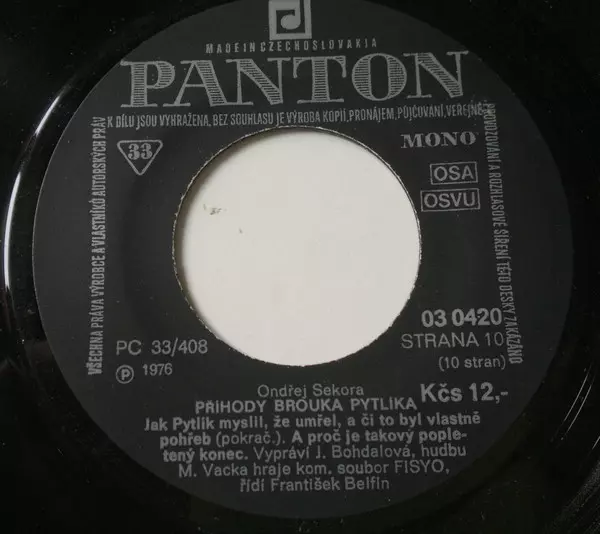 MADE IN CZECHOSLOVAKIA
PANTON
VŠECHNA PRÁVA VÝROBCE A VLASTNÍKŮ AUTORSKÝCH PRÁV
K DÍLU JSOU VYHRAŽENA, BEZ SOUHLASU JE VÝROBA KOPIÍ, PRONÁJEM, PŮJČOVÁNÍ, VEŘEJNÉ
PROVOZOVÁNÍ A ROZHLASOVÉ ŠÍŘENÍ TÉTO DESKY ZAKÁZÁNO
33
MONO
OSA
OSVU
03 0420
PC 33/408
STRANA 10
Ⓟ 1976
(10 stran)
Ondřej Sekora
PŘÍHODY BROUKA PYTLÍKA
Kčs 12,-
Jak Pytlík myslil, že umřel, a či to byl vlastně
pohřeb (pokrač.). A proč je takový pople-
tený konec. Vypráví J. Bohdalová, hudbu
M. Vacka hraje kom. soubor FISYO,
řídí František Belfín